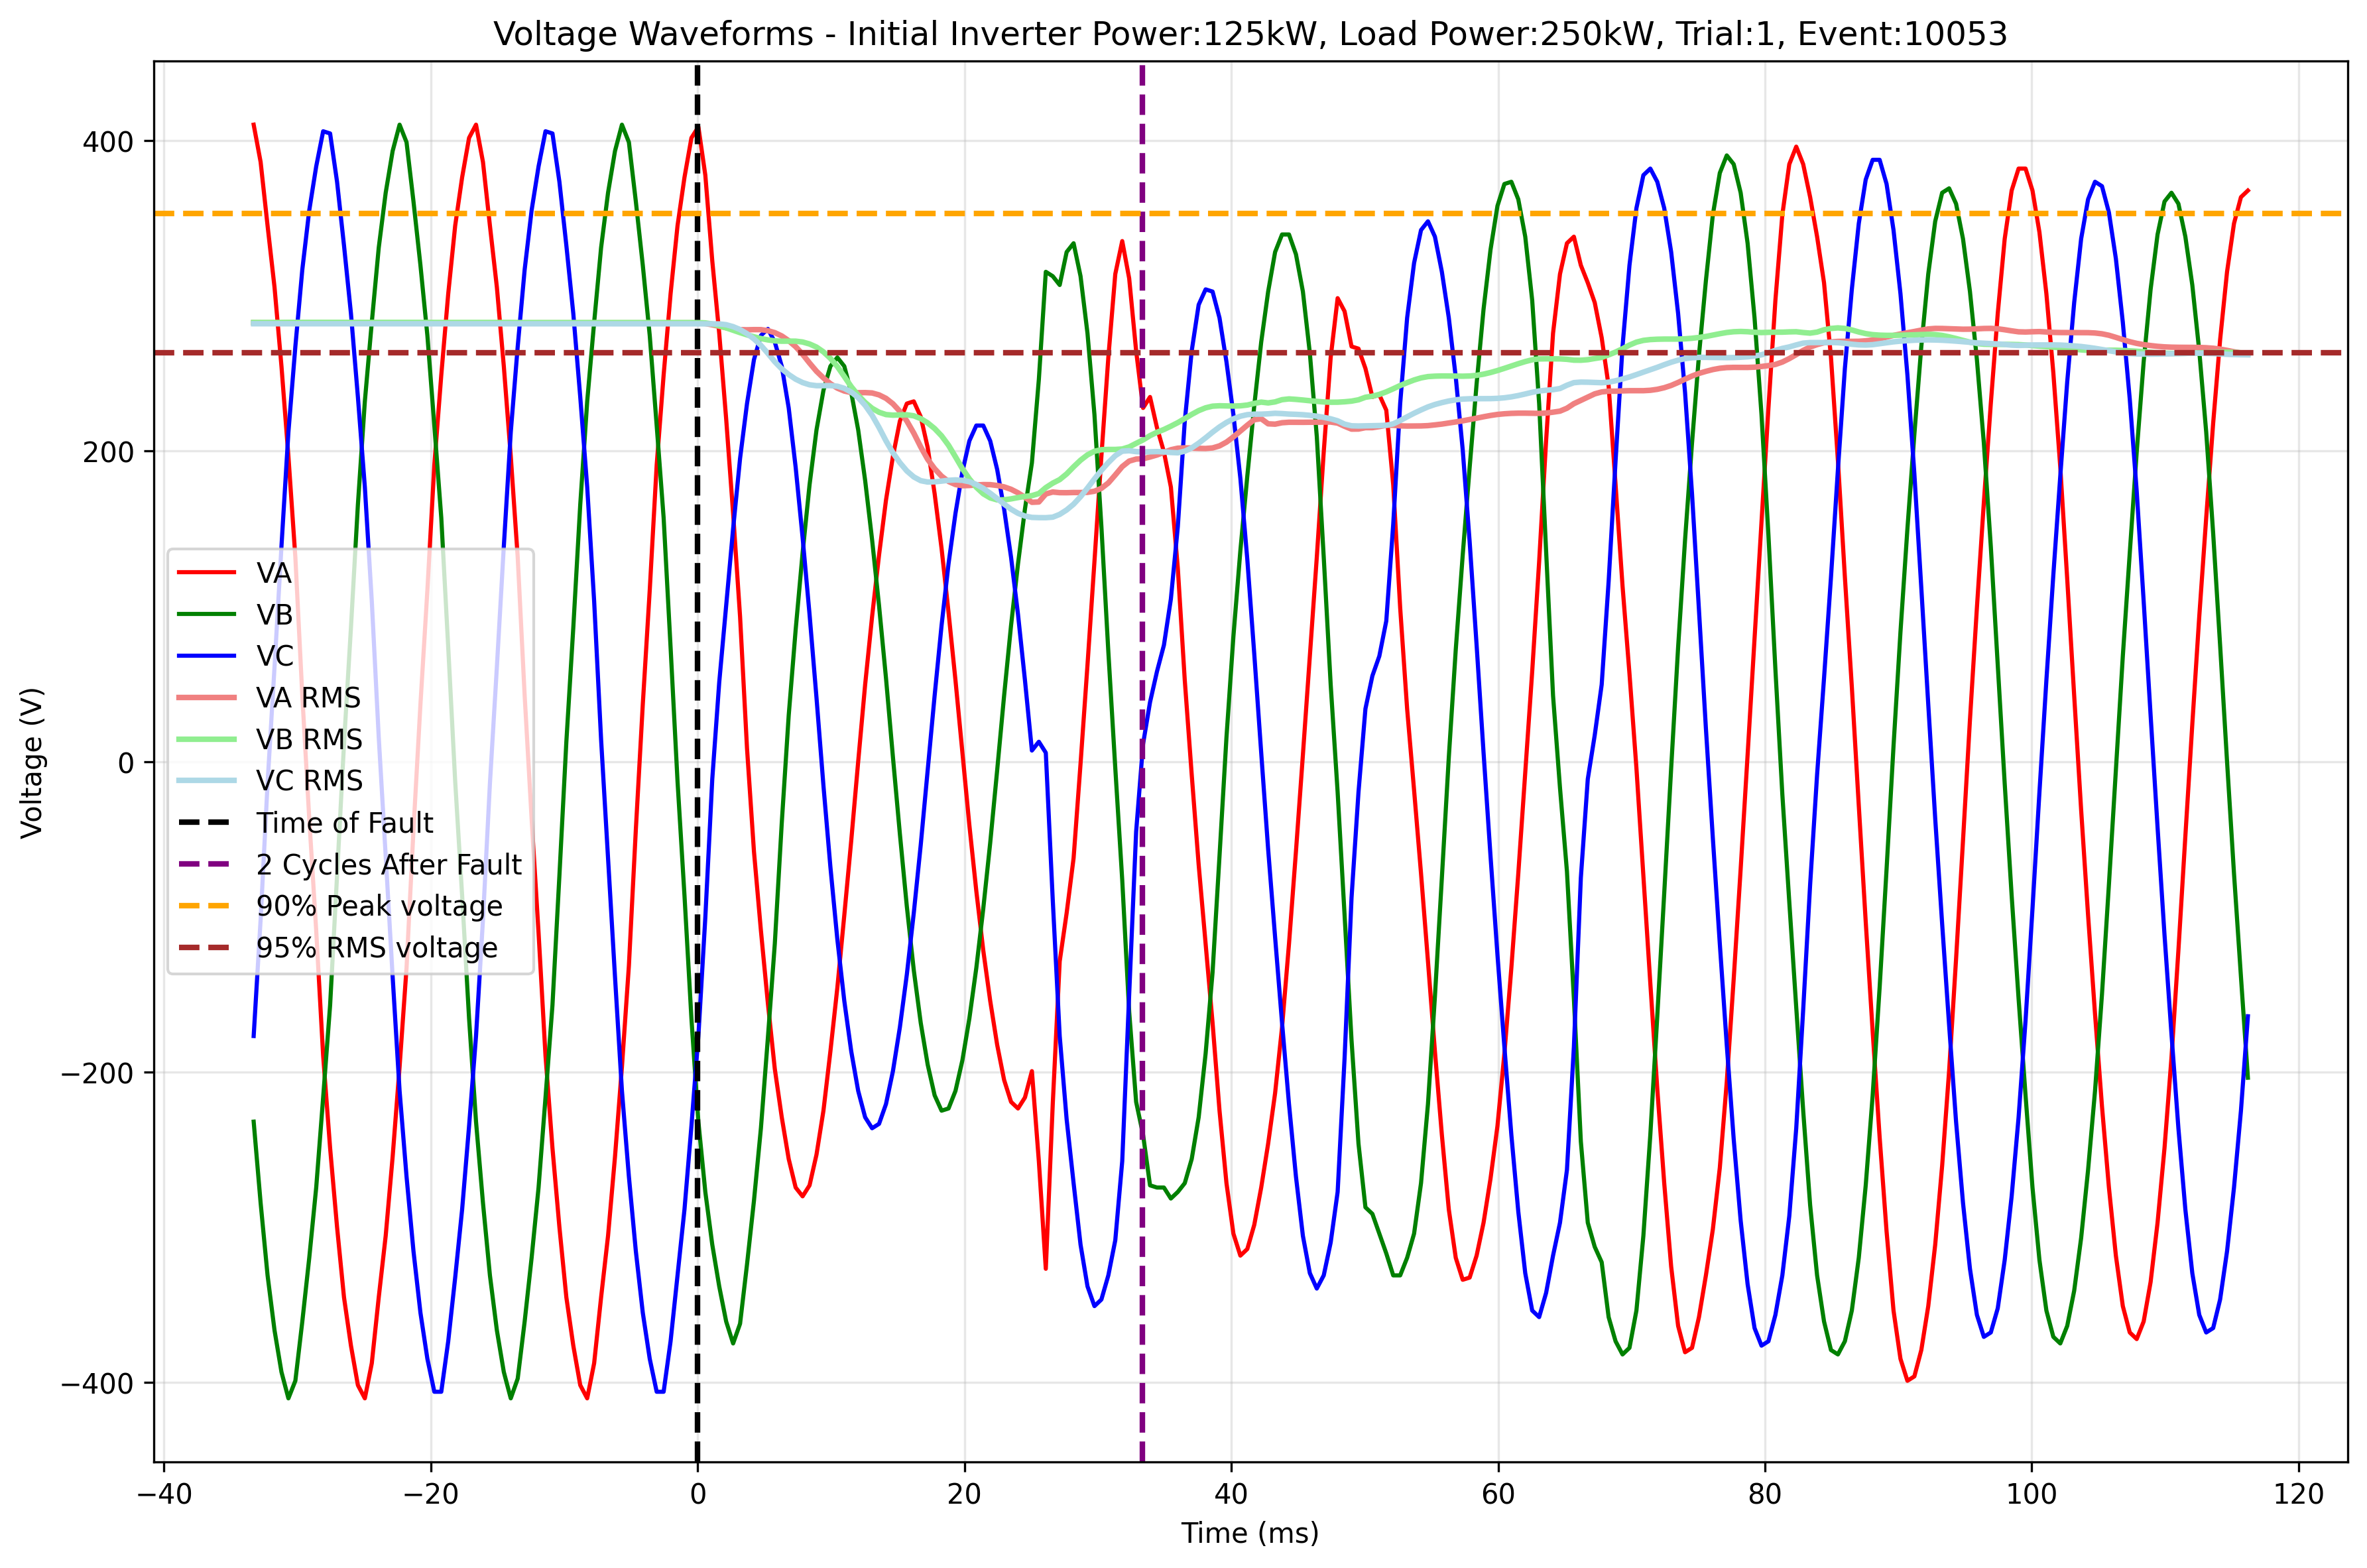 Voltage Waveforms - Initial Inverter Power:125kW, Load Power:250kW, Trial:1, Event:10053
Voltage (V)
400
200
0
−200
−400
VA
VB
VC
VA RMS
VB RMS
VC RMS
Time of Fault
2 Cycles After Fault
90% Peak voltage
95% RMS voltage
−40
−20
0
20
40
60
80
100
120
Time (ms)